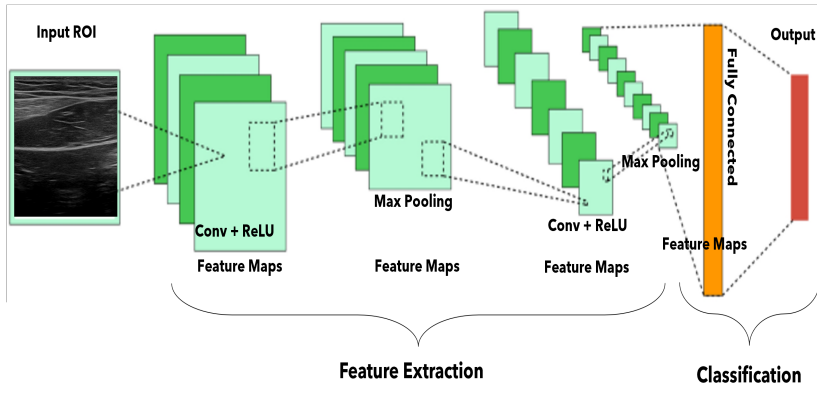 Input ROI
Conv + ReLU
Feature Maps
Max Pooling
Feature Maps
Conv + ReLU
Feature Maps
Max Pooling
Feature Maps
Fully Connected
Output
Feature Extraction
Classification